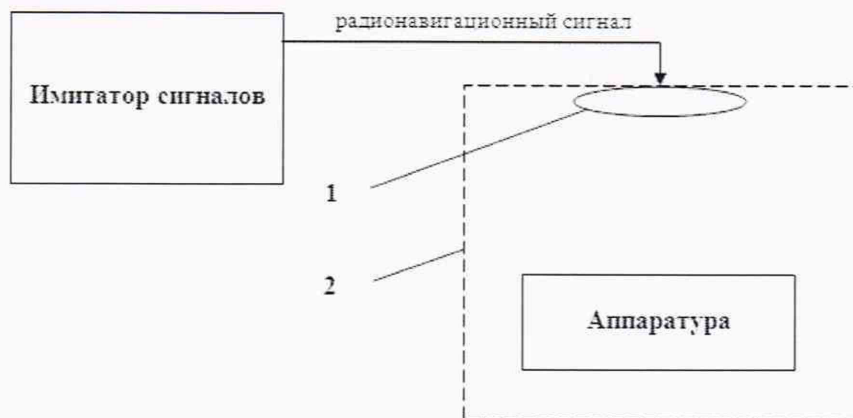 радионавигационный сигнал
Имитатор сигналов
1
2
Аппаратура